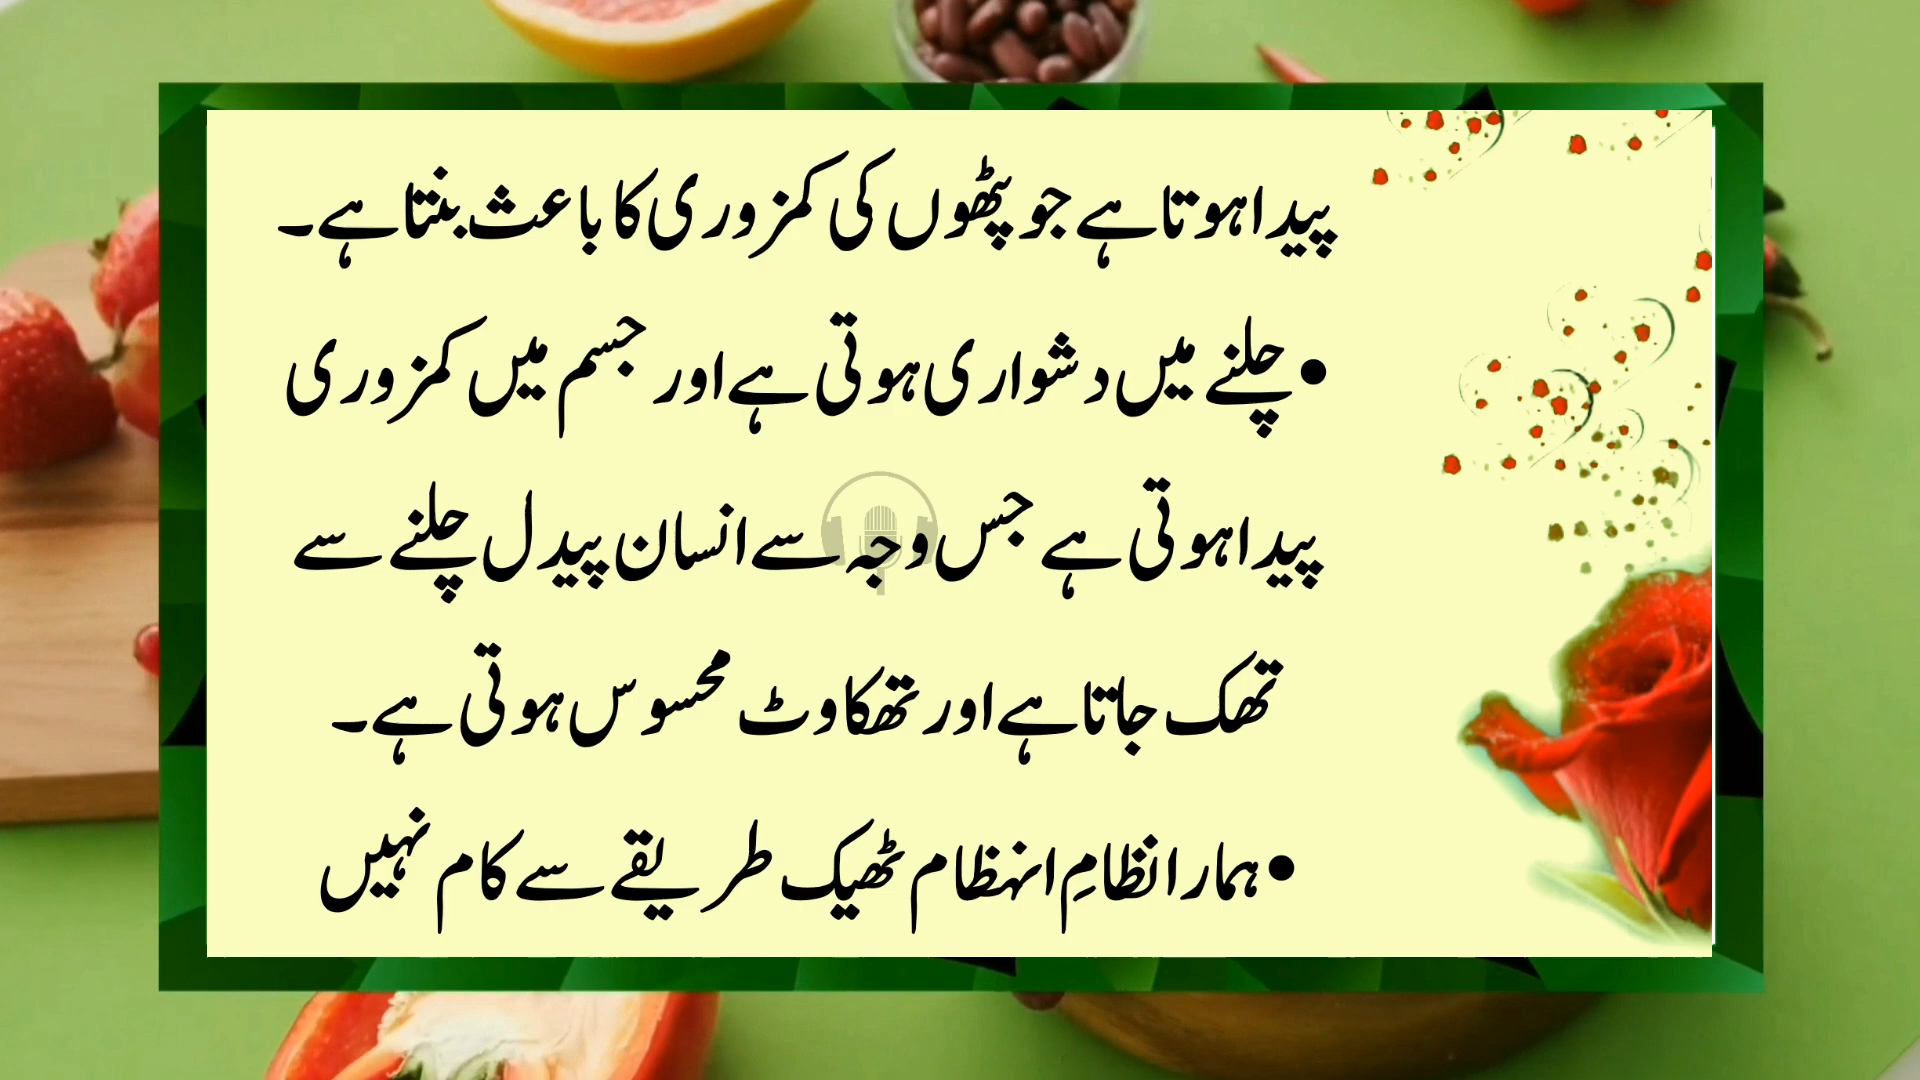 پیدا ہوتا ہے جو پٹھوں کی کمزوری کا باعث بنتا ہے۔
•چلنے میں دشواری ہوتی ہے اور جسم میں کمزوری
پیدا ہوتی ہے جس وجہ سے انسان پیدل چلنے سے
تھک جاتا ہے اور تھکاوٹ محسوس ہوتی ہے۔
•ہمارا نظامِ انہظام ٹھیک طریقے سے کام نہیں